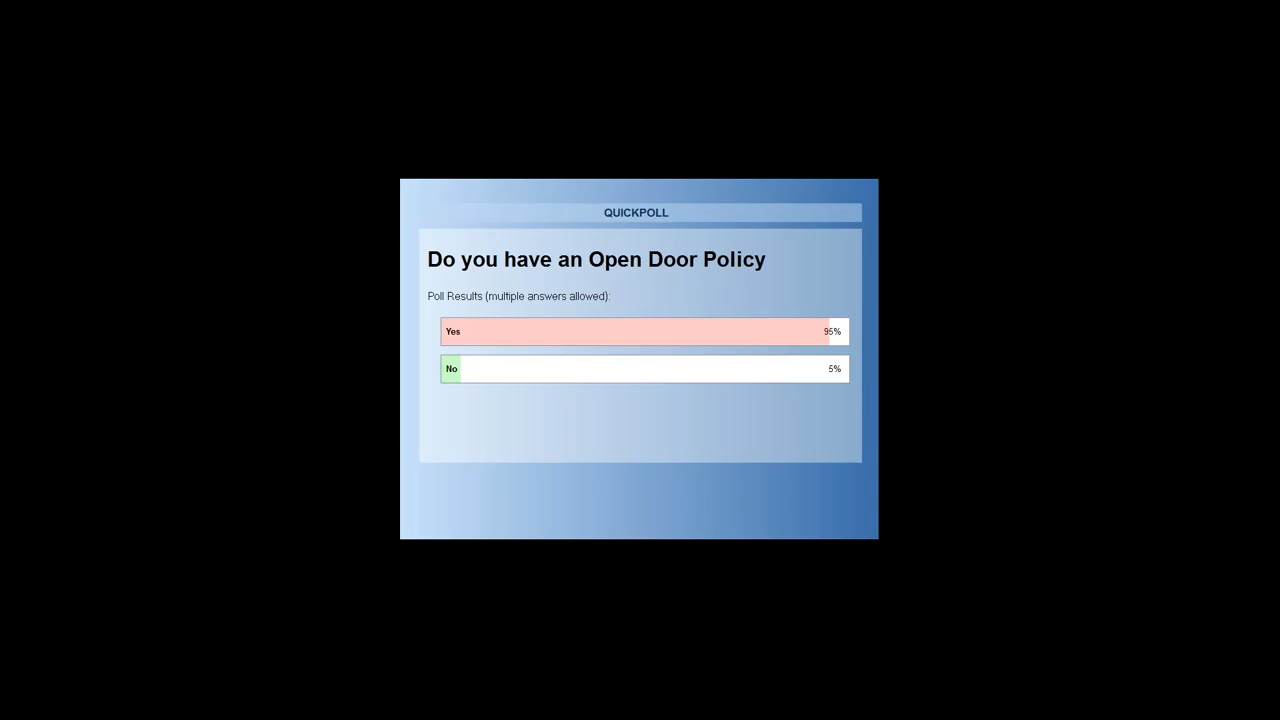 QUICKPOLL
Do you have an Open Door Policy
Poll Results (multiple answers allowed):
Yes 95%
No 5%